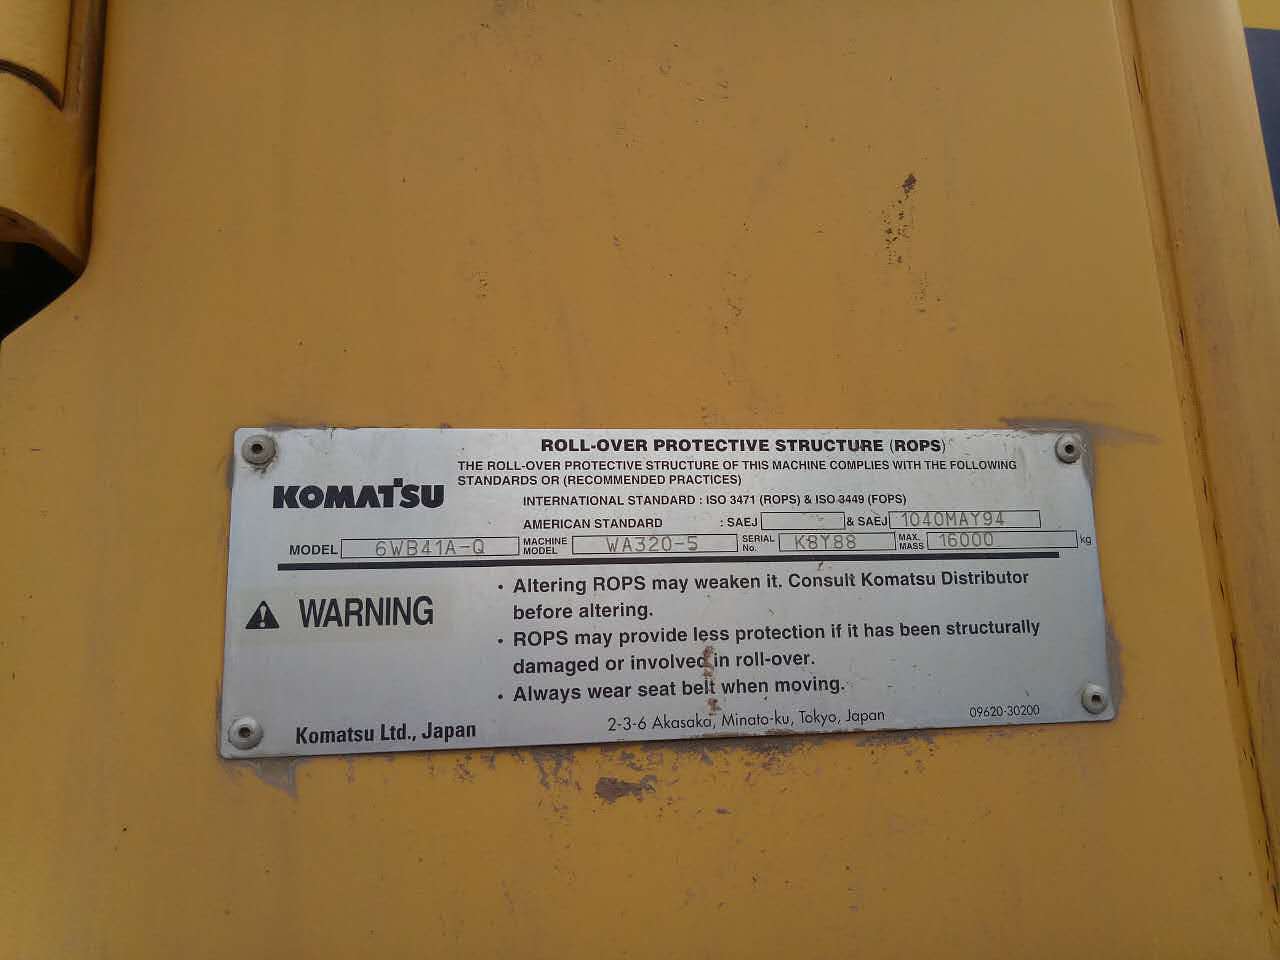 ROLL-OVER PROTECTIVE STRUCTURE (ROPS)
THE ROLL-OVER PROTECTIVE STRUCTURE OF THIS MACHINE COMPLIES WITH THE FOLLOWING
STANDARDS OR (RECOMMENDED PRACTICES)
KOMATSU
INTERNATIONAL STANDARD : ISO 3471 (ROPS) & ISO 3449 (FOPS)
AMERICAN STANDARD : SAEJ & SAEJ 1040MAY94
MODEL 6WB41A-Q MACHINE MODEL WA320-5 SERIAL No. K8Y88 MAX. MASS 16000 kg
WARNING
• Altering ROPS may weaken it. Consult Komatsu Distributor
before altering.
• ROPS may provide less protection if it has been structurally
damaged or involved in roll-over.
• Always wear seat belt when moving.
Komatsu Ltd., Japan 2-3-6 Akasaka, Minato-ku, Tokyo, Japan 09620-30200